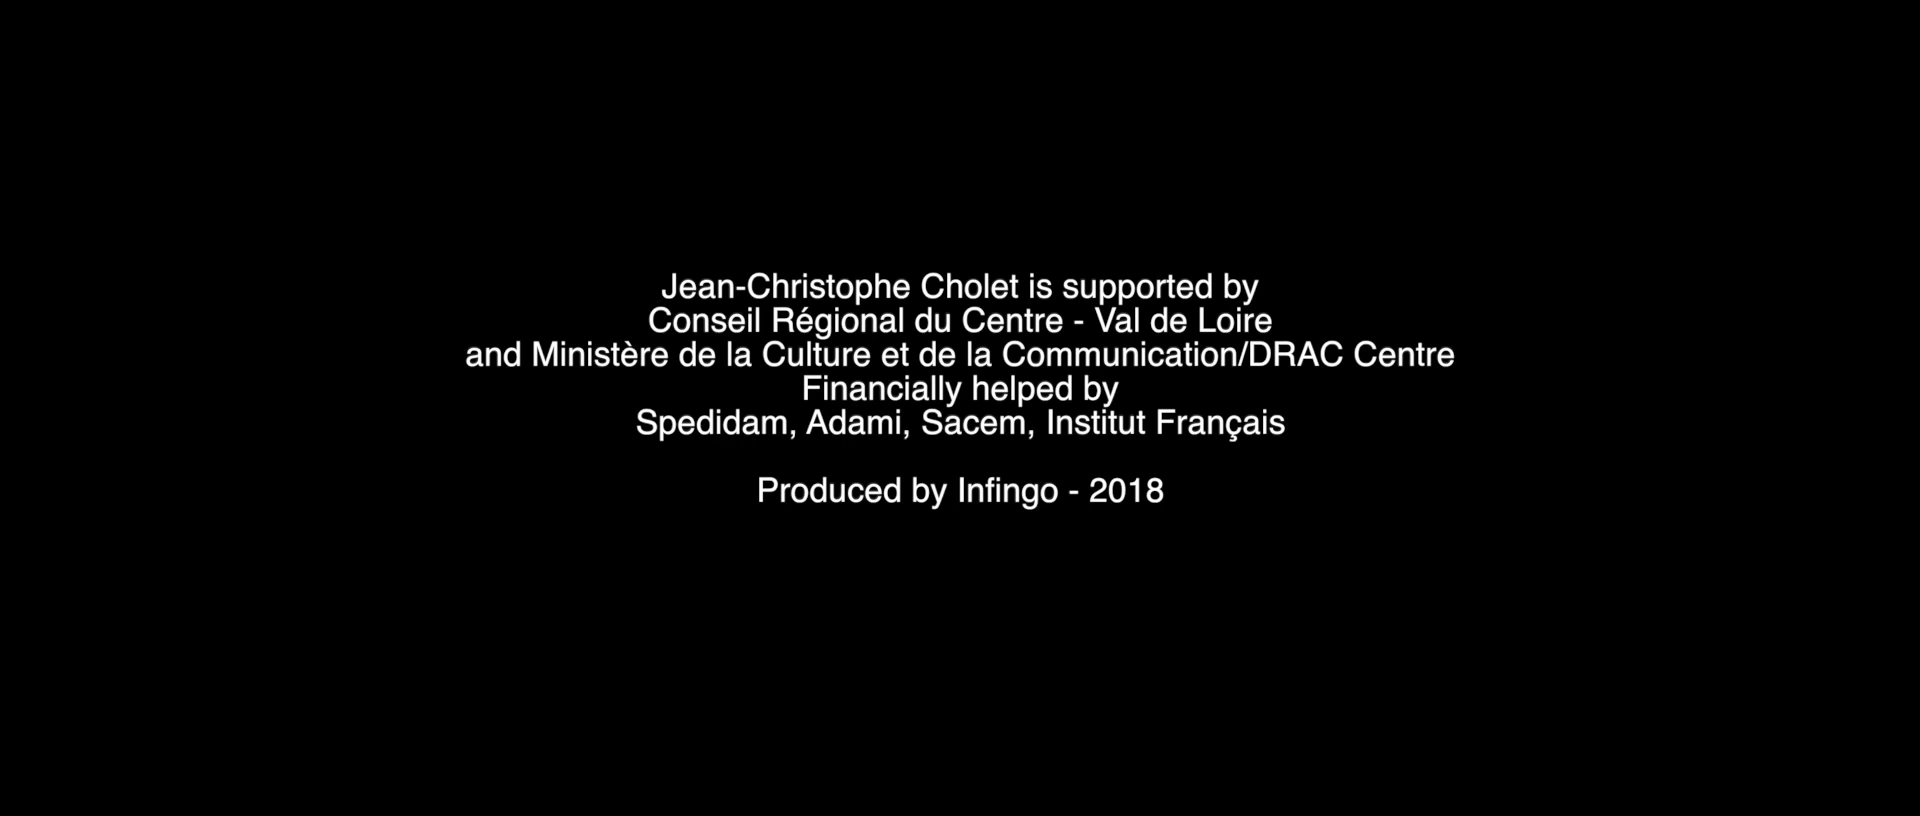 Jean-Christophe Cholet is supported by
Conseil Régional du Centre - Val de Loire
and Ministère de la Culture et de la Communication/DRAC Centre
Financially helped by
Spedidam, Adami, Sacem, Institut Français
Produced by Infingo - 2018